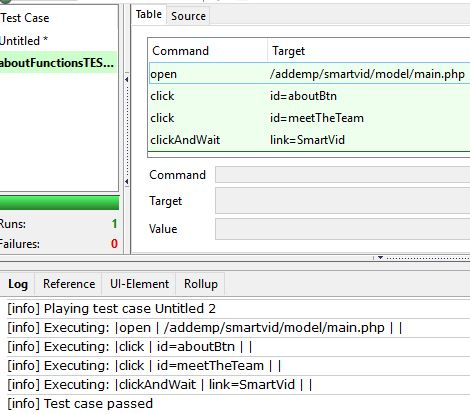 Test Case
Untitled *
aboutFunctionsTES...
Runs: 1
Failures: 0
Table Source
Command Target
open /addemp/smartvid/model/main.php
click id=aboutBtn
click id=meetTheTeam
clickAndWait link=SmartVid
Command
Target
Value
Log Reference UI-Element Rollup
[info] Playing test case Untitled 2
[info] Executing: |open | /addemp/smartvid/model/main.php | |
[info] Executing: |click | id=aboutBtn | |
[info] Executing: |click | id=meetTheTeam | |
[info] Executing: |clickAndWait | link=SmartVid | |
[info] Test case passed